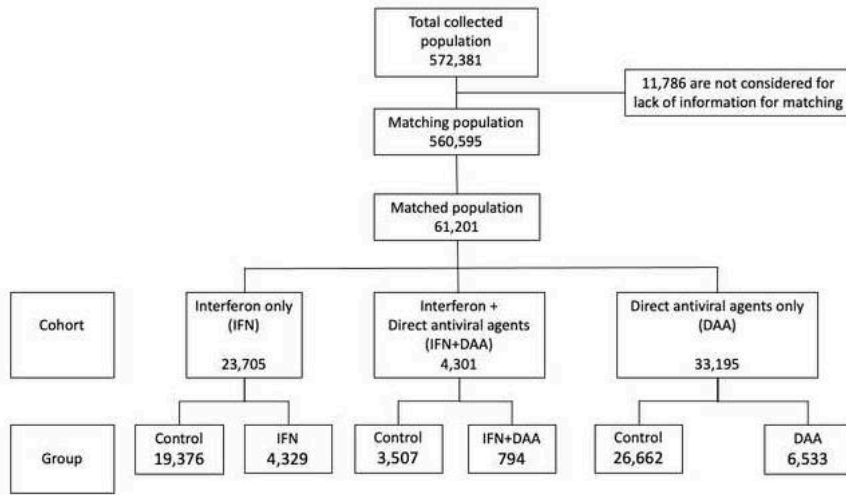 Total collected
population
572,381
11,786 are not considered for
lack of information for matching
Matching population
560,595
Matched population
61,201
Cohort
Interferon only
(IFN)
23,705
Interferon +
Direct antiviral agents
(IFN+DAA)
4,301
Direct antiviral agents only
(DAA)
33,195
Group
Control
19,376
IFN
4,329
Control
3,507
IFN+DAA
794
Control
26,662
DAA
6,533